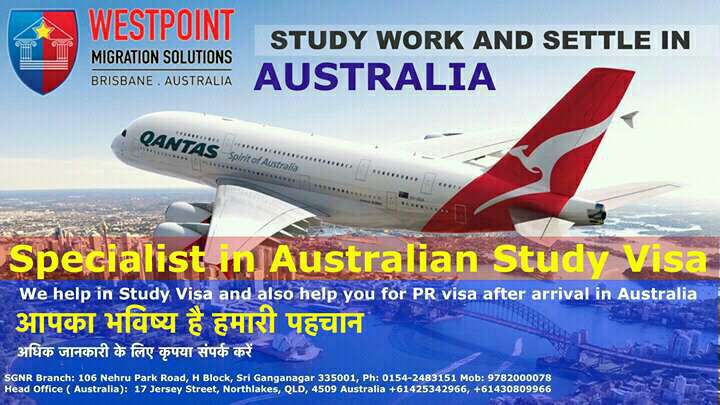 WESTPOINT
MIGRATION SOLUTIONS
BRISBANE . AUSTRALIA
STUDY WORK AND SETTLE IN
AUSTRALIA
QANTAS
Spirit of Australia
Specialist in Australian Study Visa
We help in Study Visa and also help you for PR visa after arrival in Australia
आपका भविष्य है हमारी पहचान
अधिक जानकारी के लिए कृपया संपर्क करें
SGNR Branch: 106 Nehru Park Road, H Block, Sri Ganganagar 335001, Ph: 0154-2483151 Mob: 9782000078
Head Office ( Australia): 17 Jersey Street, Northlakes, QLD, 4509 Australia +61425342966, +61430809966